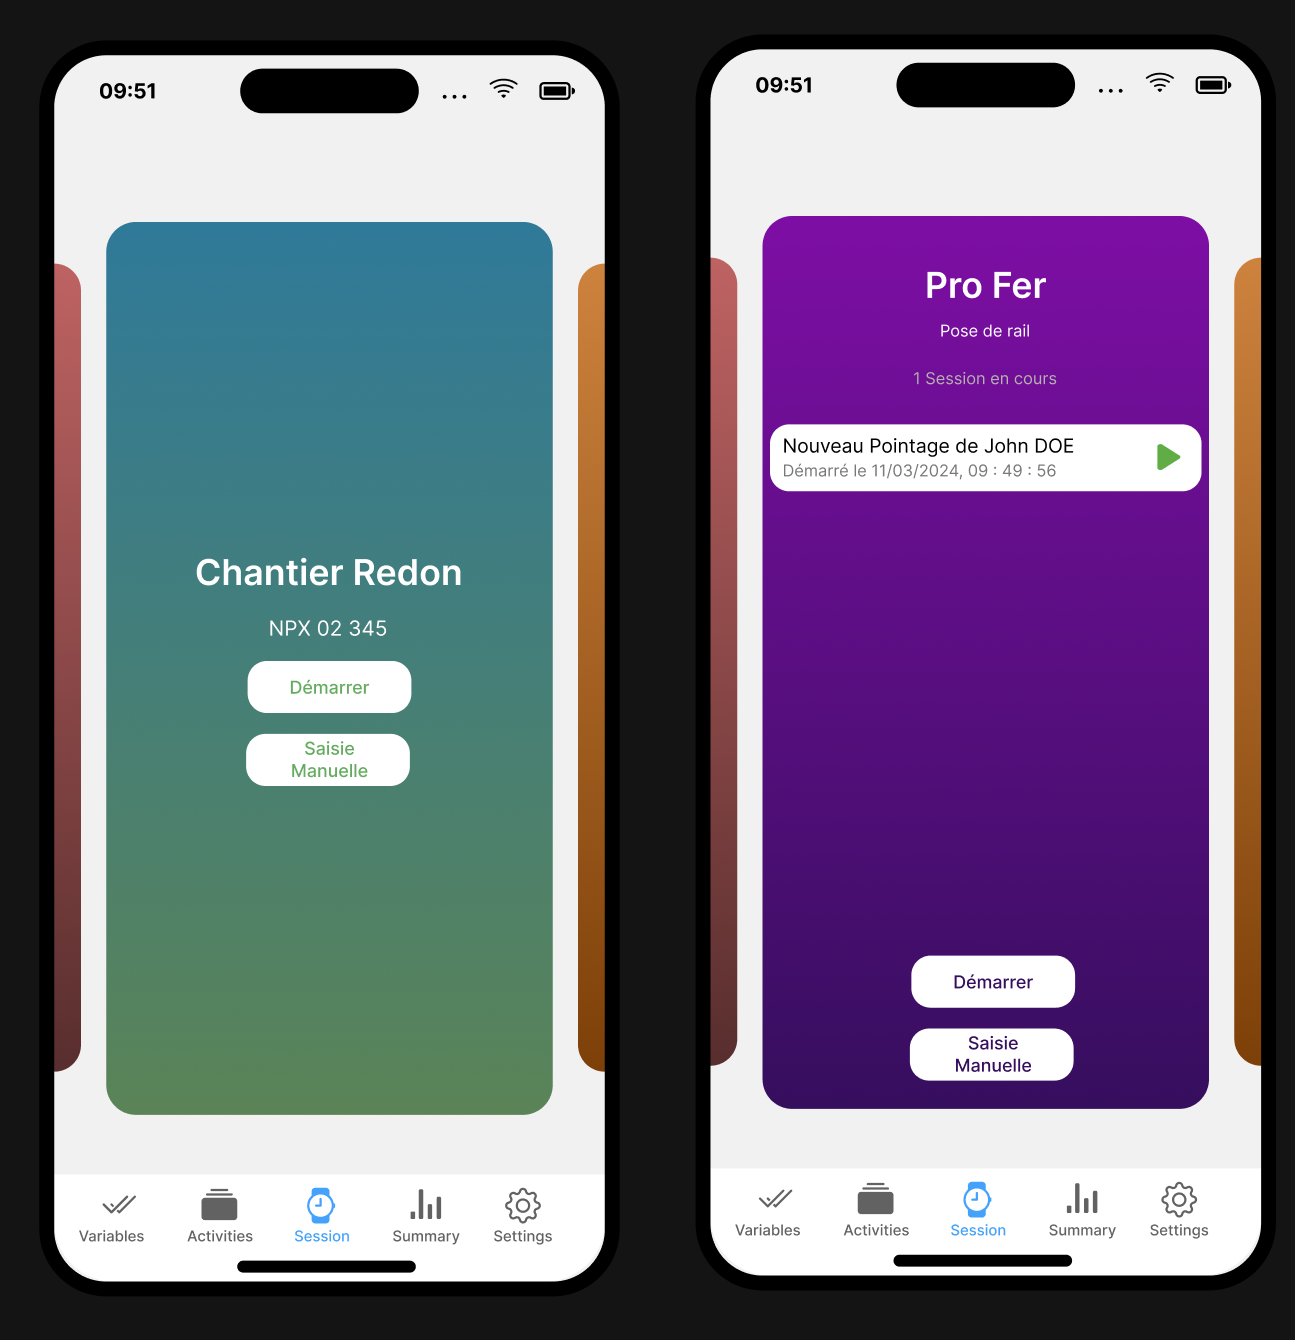 09:51
Chantier Redon
NPX 02 345
Démarrer
Saisie
Manuelle
Variables
Activities
Session
Summary
Settings
09:51
Pro Fer
Pose de rail
1 Session en cours
Nouveau Pointage de John DOE
Démarré le 11/03/2024, 09 : 49 : 56
Démarrer
Saisie
Manuelle
Variables
Activities
Session
Summary
Settings